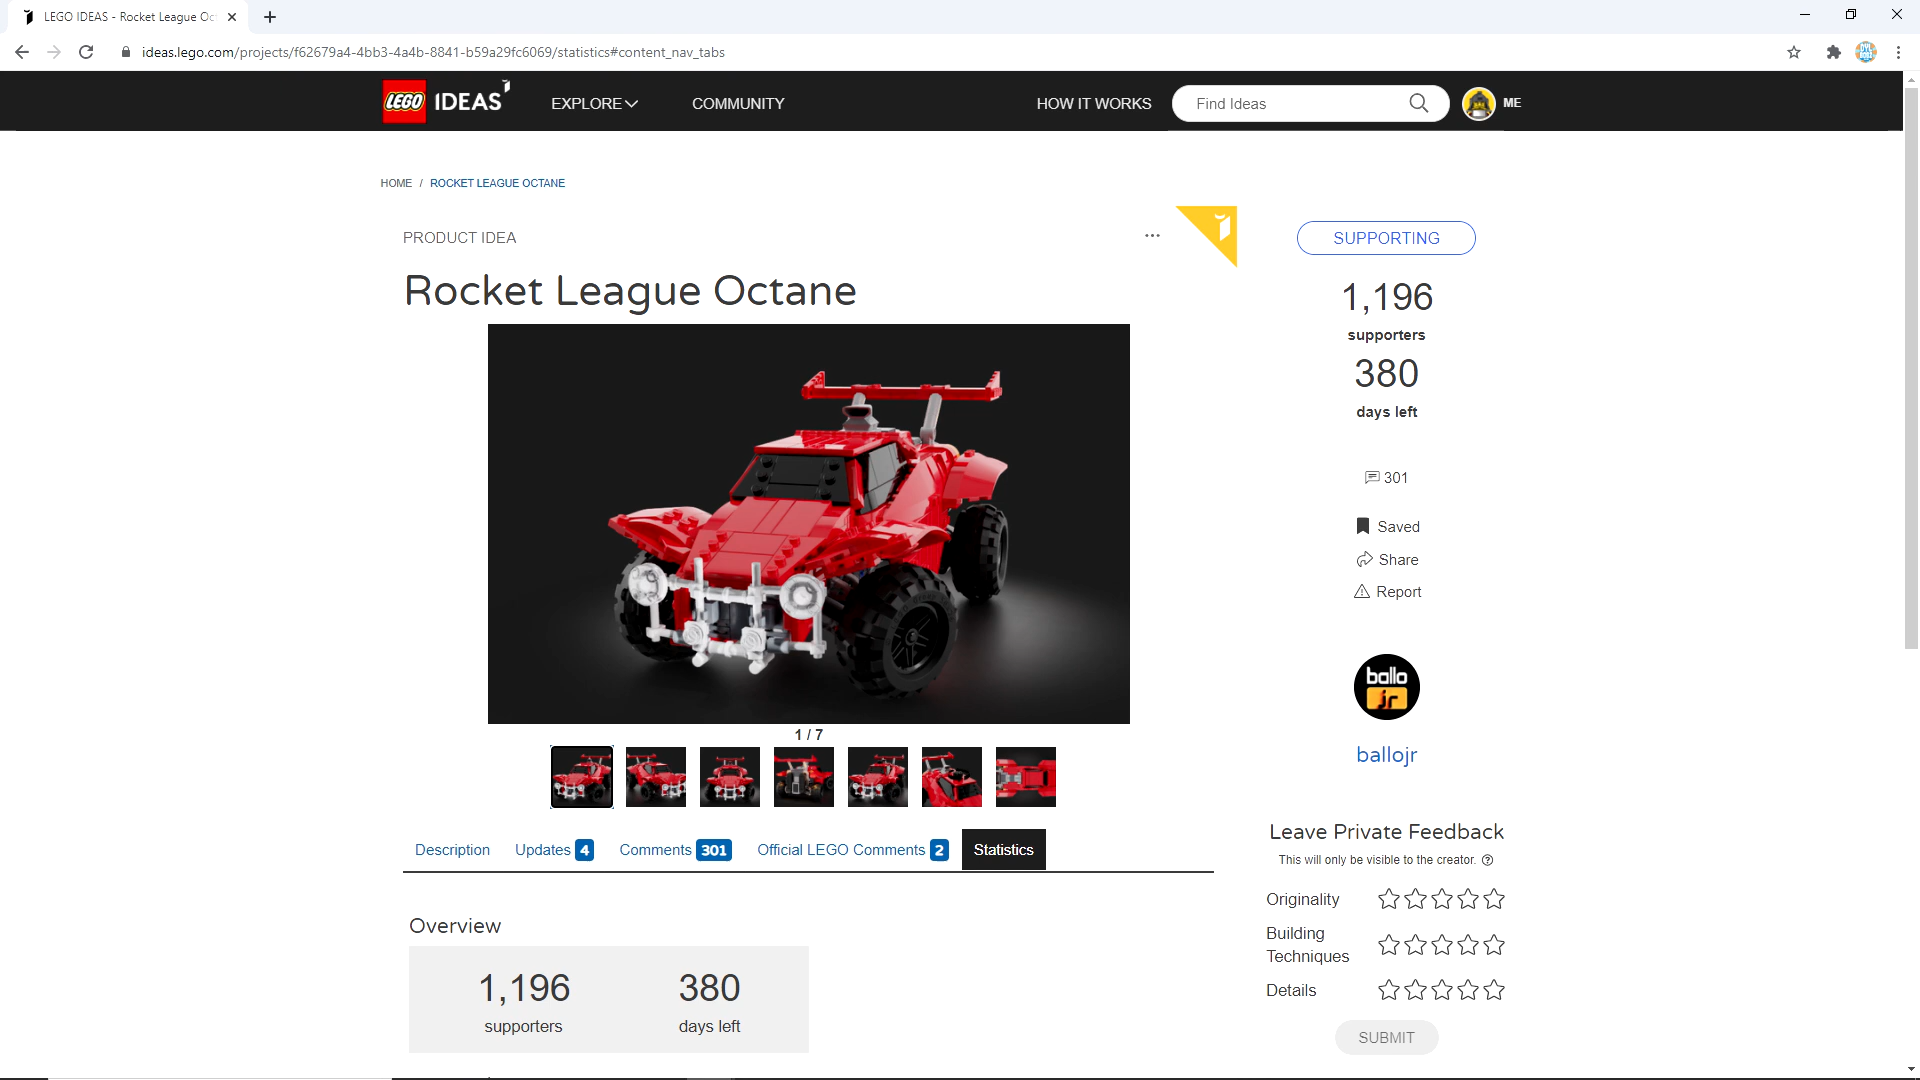 LEGO IDEAS - Rocket League Oct
ideas.lego.com/projects/f62679a4-4bb3-4a4b-8841-b59a29fc6069/statistics#content_nav_tabs
LEGO IDEAS EXPLORE COMMUNITY HOW IT WORKS Find Ideas ME
HOME / ROCKET LEAGUE OCTANE
PRODUCT IDEA
...
Rocket League Octane
1 / 7
Description Updates 4 Comments 301 Official LEGO Comments 2 Statistics
Overview
1,196 380
supporters days left
SUPPORTING
1,196
supporters
380
days left
301
Saved
Share
Report
ballo
jr
ballojr
Leave Private Feedback
This will only be visible to the creator. ?
Originality
Building
Techniques
Details
SUBMIT